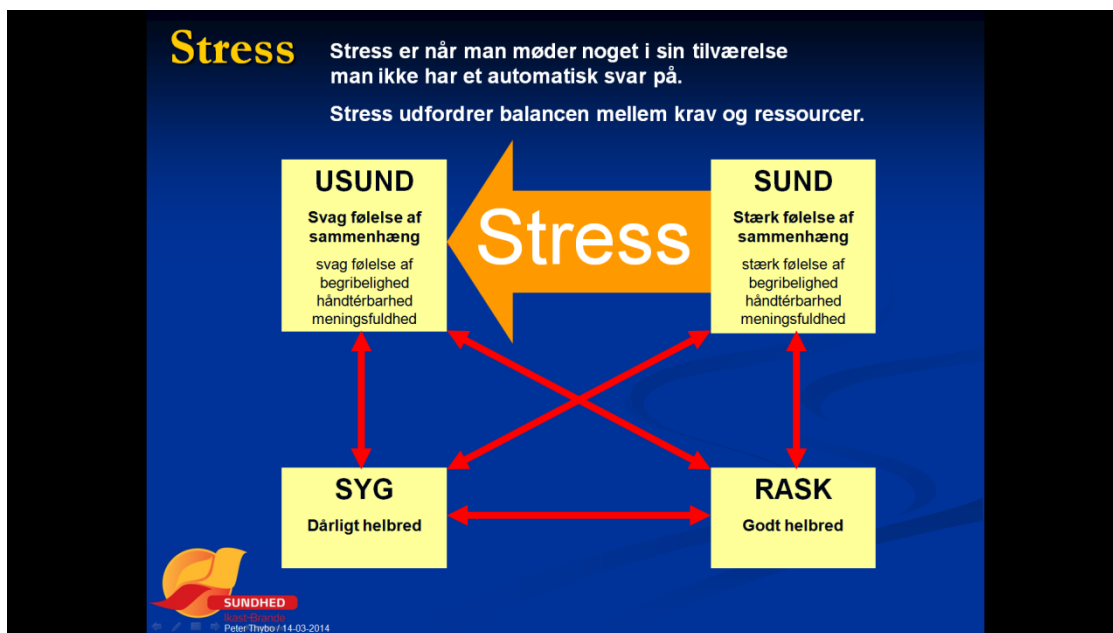 Stress
Stress er når man møder noget i sin tilværelse
man ikke har et automatisk svar på.
Stress udfordrer balancen mellem krav og ressourcer.
USUND
Svag følelse af
sammenhæng
svag følelse af
begribelighed
håndtérbarhed
meningsfuldhed
Stress
SUND
Stærk følelse af
sammenhæng
stærk følelse af
begribelighed
håndtérbarhed
meningsfuldhed
SYG
Dårligt helbred
RASK
Godt helbred
SUNDHED
Ikast-Brande
Peter Thybo / 14-03-2014